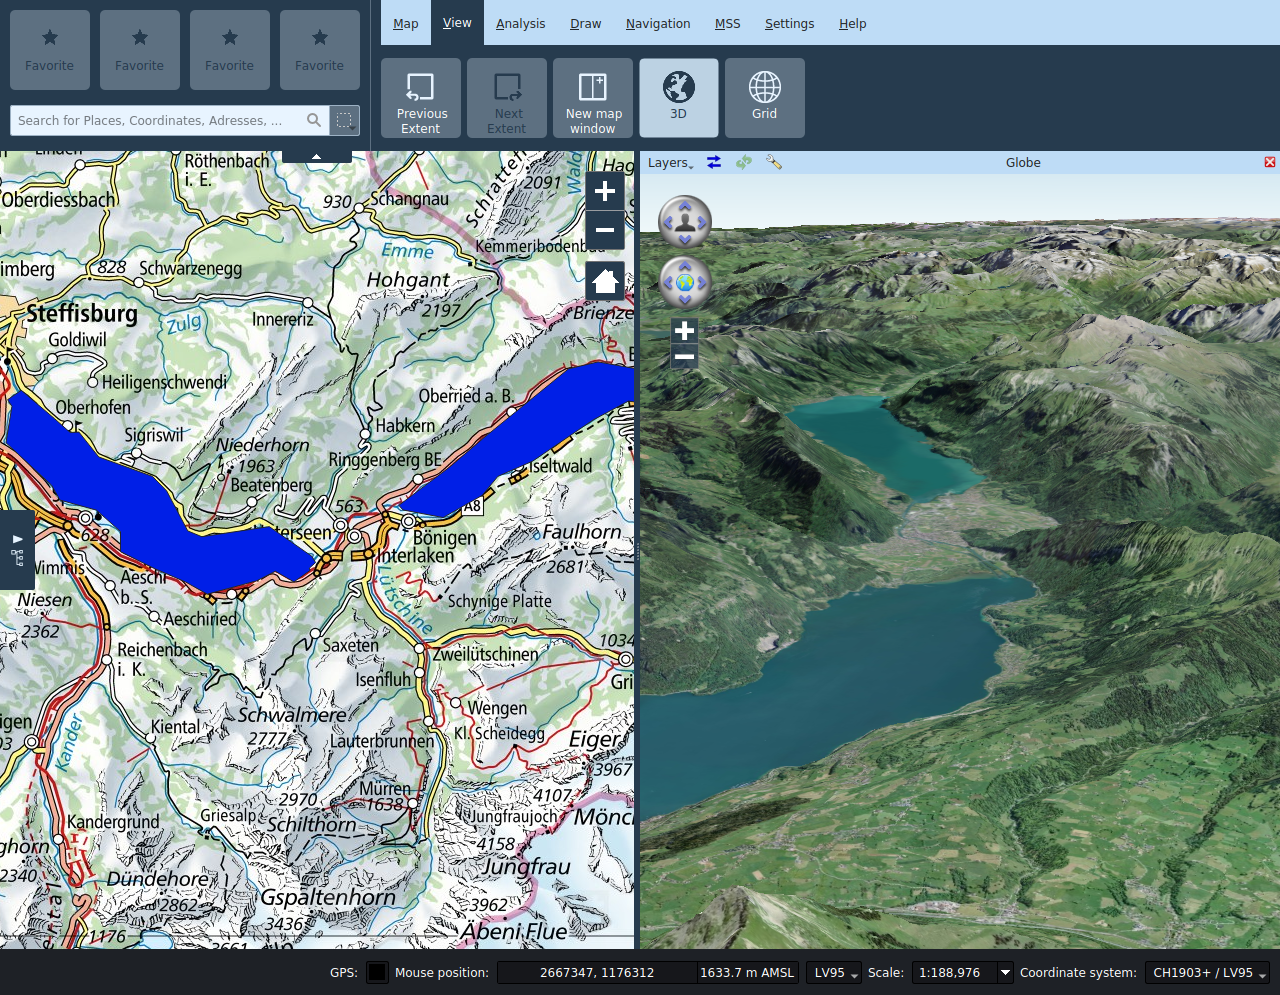 Map View Analysis Draw Navigation MSS Settings Help
Favorite Favorite Favorite Favorite
Search for Places, Coordinates, Adresses, ...
Previous Extent
Next Extent
New map window
3D
Grid
Layers
Globe
Linden
Röthenbach
i. E.
Oberdiessbach
930
Schangnau
Schratten
2091
Wald
Hag
Emme
Kemmeribodenbad
imberg
828
Schwarzenegg
Hohgant
2197
Steffisburg
Zulg
Innereriz
Brienze
Goldiwil
Heiligenschwendi
Oberhofen
Oberried a. B.
Sigriswil
Habkern
Niederhorn
1963
Ringgenberg BE
Iseltwald
Beatenberg
563
A8
628
terseen
Bönigen
Faulhorn
Interlaken
2681
Wimmis
Aeschi
b. S.
Lütschine
Niesen
2362
Schynige Platte
Aeschiried
1034
Reichenbach
i. K.
Saxeten
Zweilütschinen
Isenfluh
Gri
Schwalmere
2777
Wengen
igen
Kiental
Lauterbrunnen
Kl. Scheidegg
Eiger
3967
Kander
Mürren
1638
2970
4107
Griesalp
Schilthorn
Jungfraujoch
Mönc
Kandergrund
4158
ghorn
2340
Jungfrau
Dündehore
2862
Gspaltenhorn
3436
3962
Äbeni Flue
1176
3661
GPS:
Mouse position: 2667347, 1176312 1633.7 m AMSL LV95
Scale: 1:188,976
Coordinate system: CH1903+ / LV95